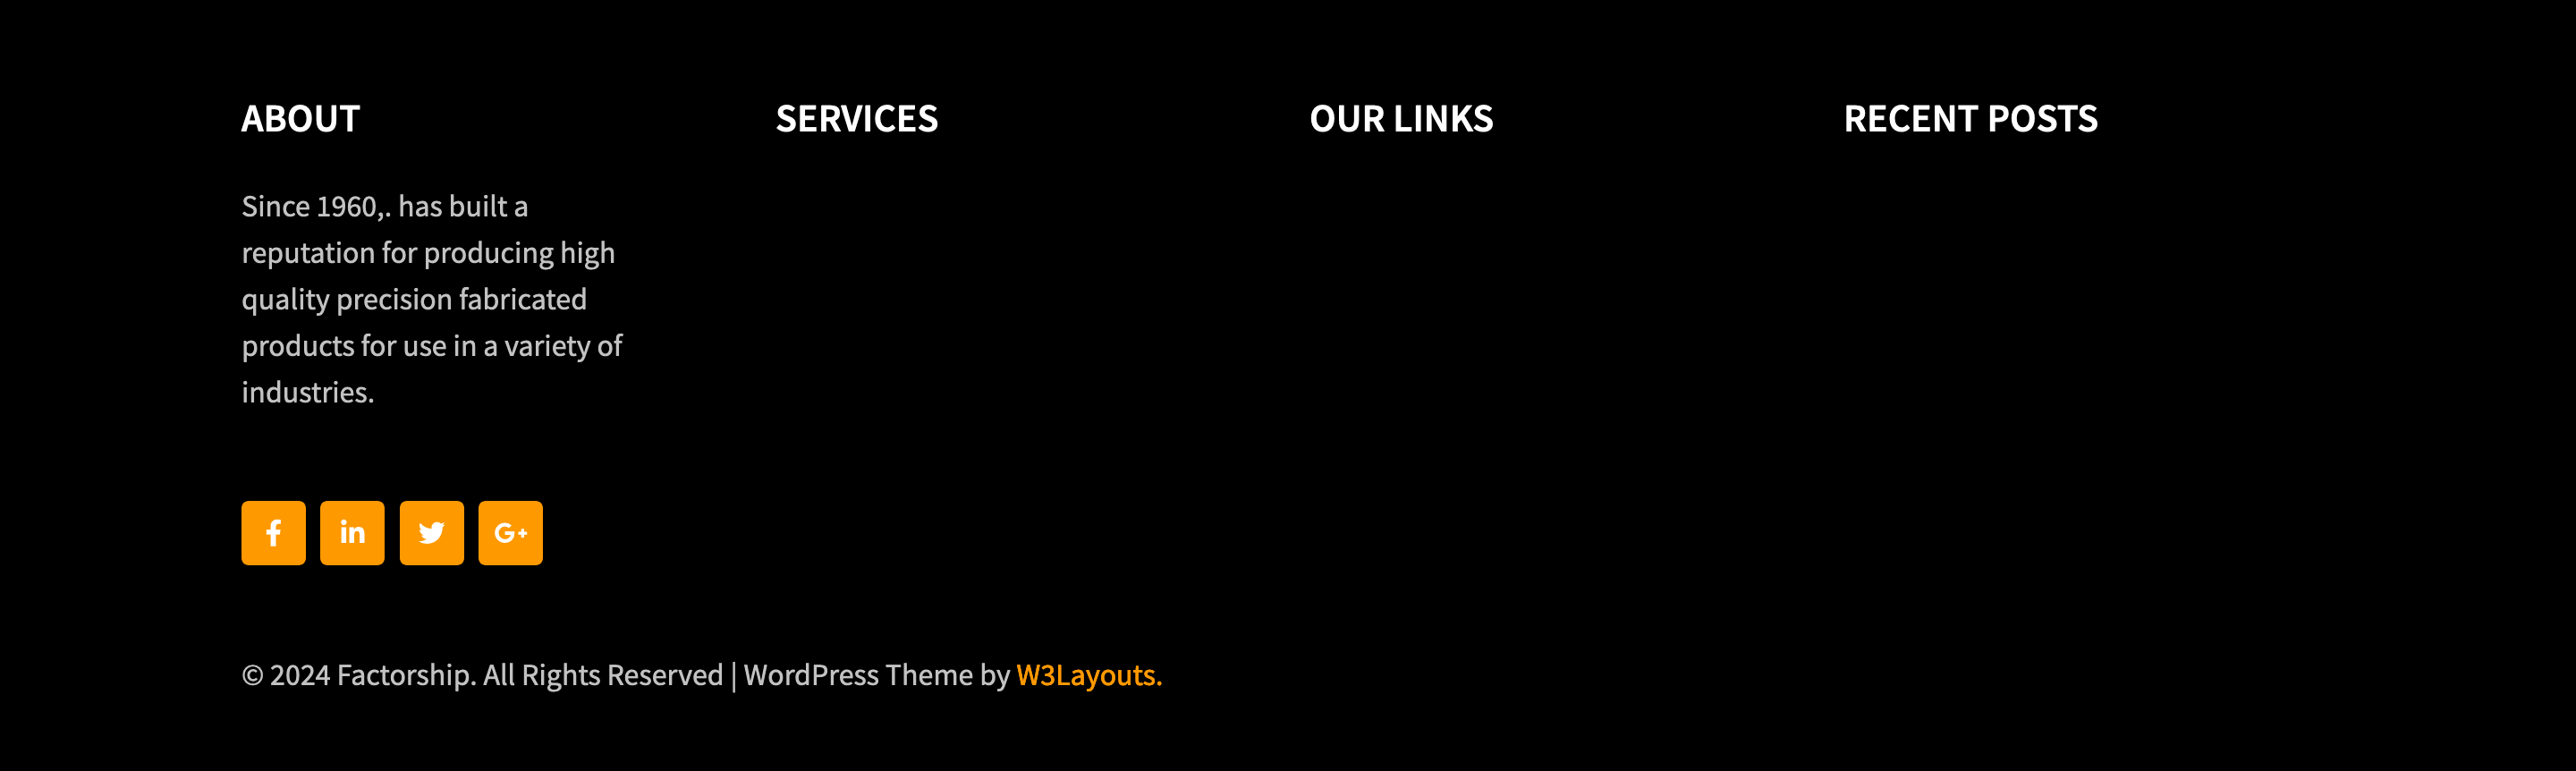 ABOUT
Since 1960,. has built a
reputation for producing high
quality precision fabricated
products for use in a variety of
industries.
SERVICES
OUR LINKS
RECENT POSTS
© 2024 Factorship. All Rights Reserved | WordPress Theme by W3Layouts.